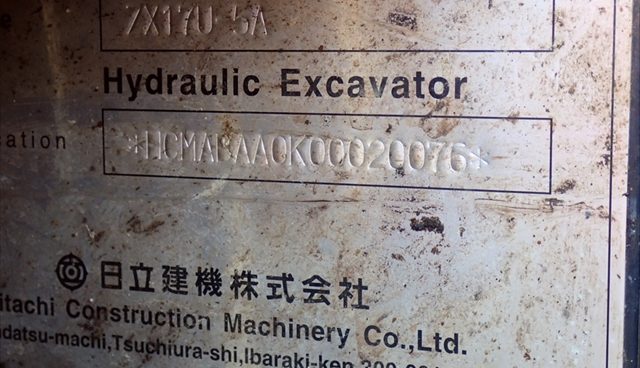 ZX17U-5A
Hydraulic Excavator
ation
日立建機株式会社
itachi Construction Machinery Co.,Ltd.
datsu-machi,Tsuchiura-shi,Ibaraki-ken